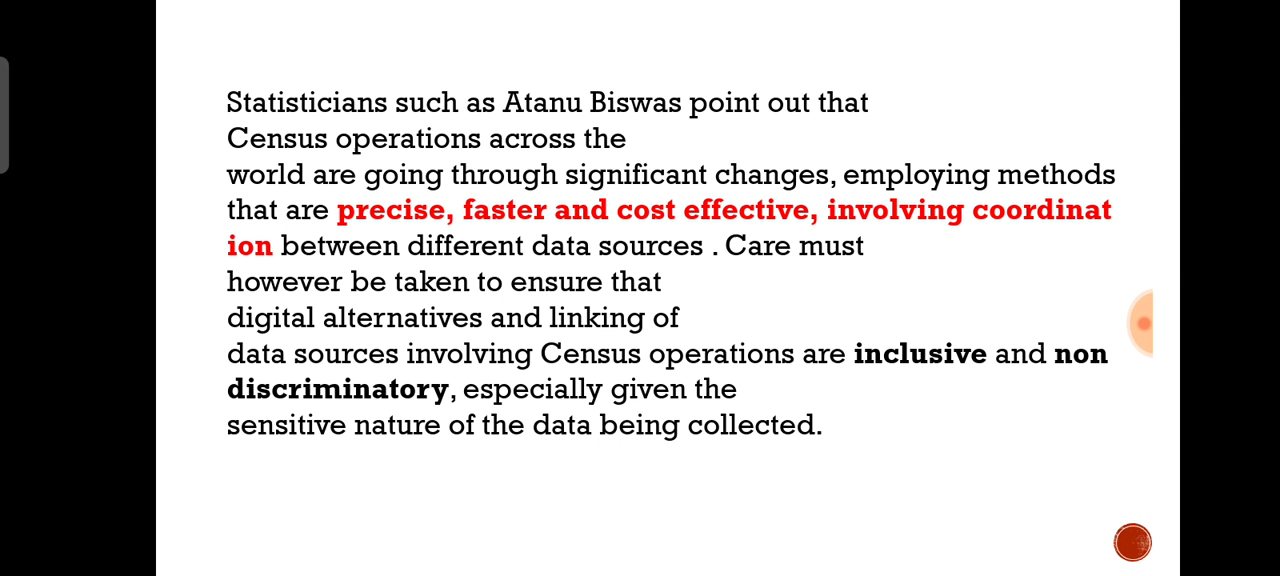 Statisticians such as Atanu Biswas point out that
Census operations across the
world are going through significant changes, employing methods
that are precise, faster and cost effective, involving coordinat
ion between different data sources . Care must
however be taken to ensure that
digital alternatives and linking of
data sources involving Census operations are inclusive and non
discriminatory, especially given the
sensitive nature of the data being collected.